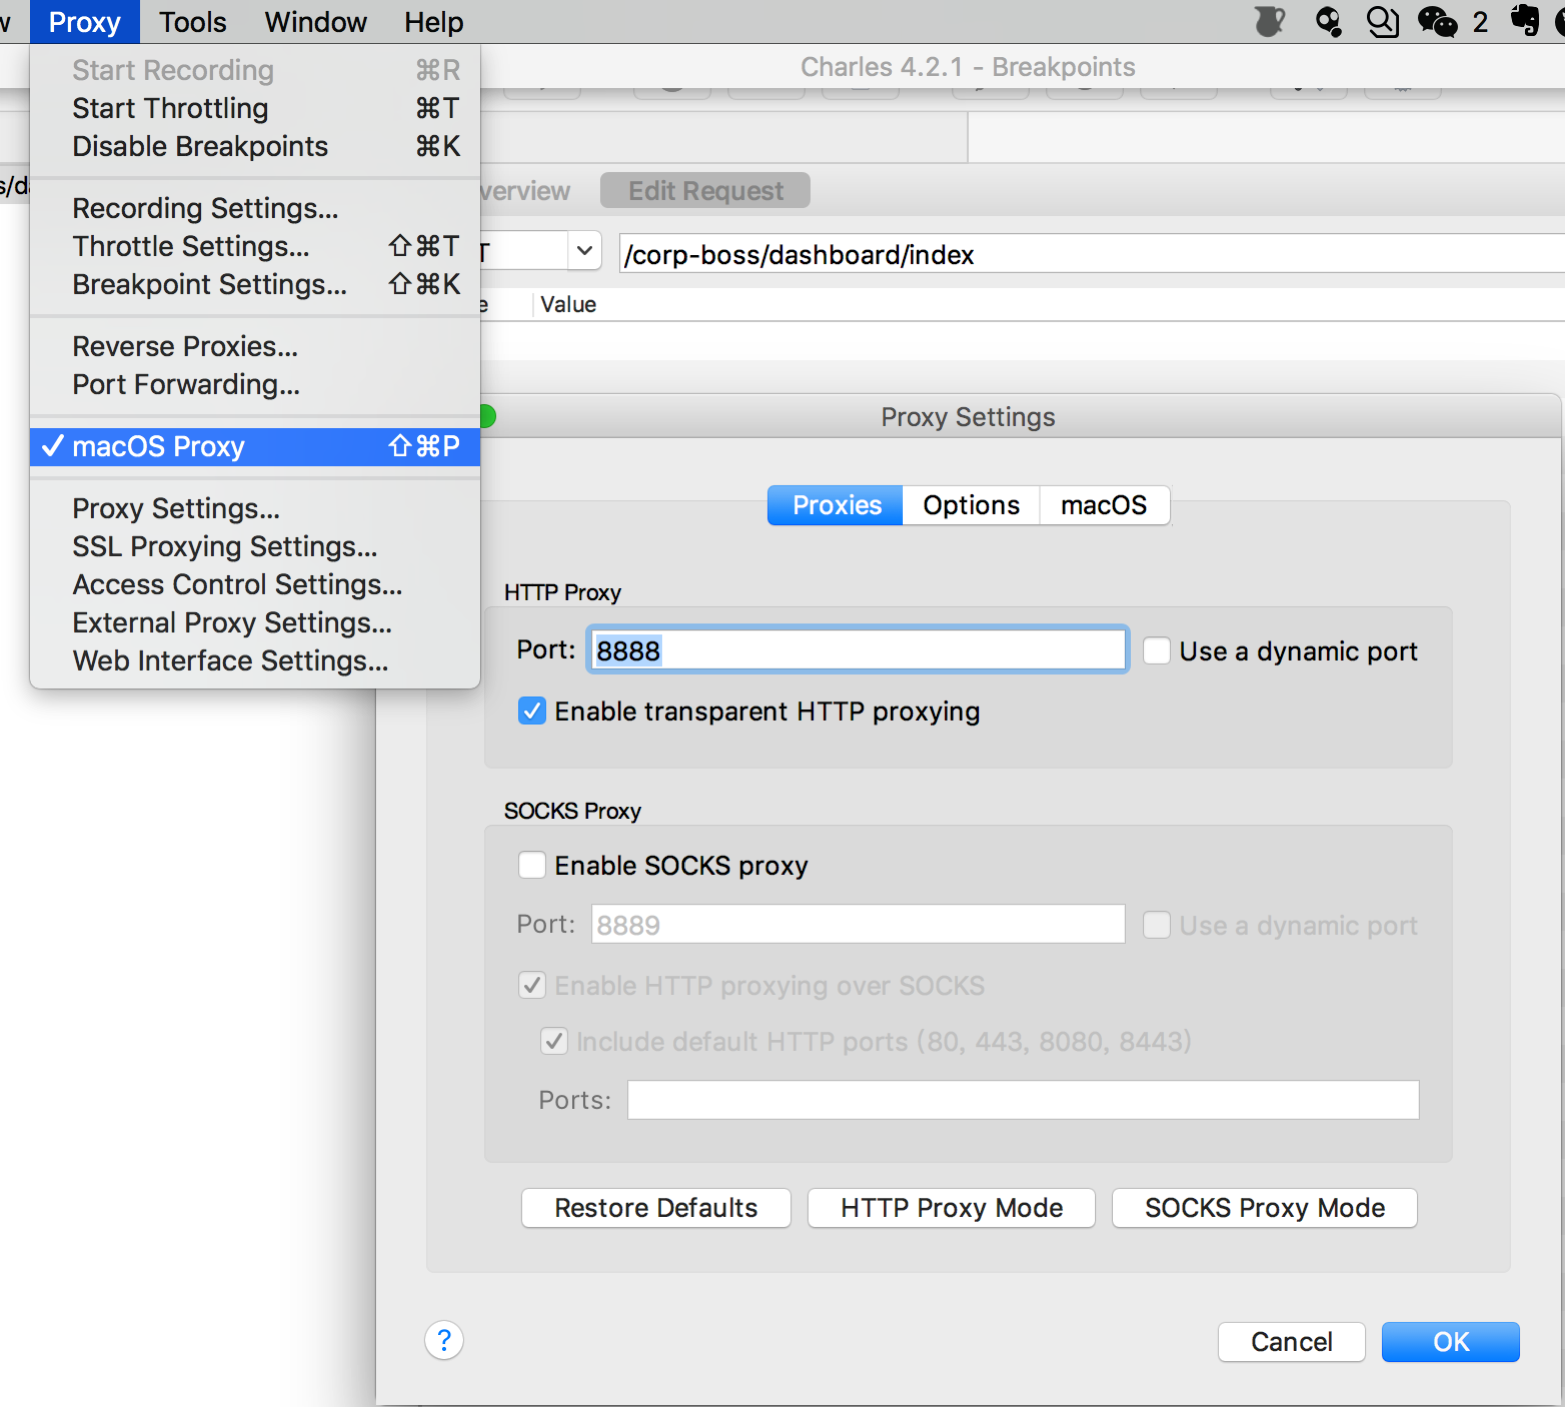 Proxy Tools Window Help 2
Charles 4.2.1 - Breakpoints
Start Recording ⌘R
Start Throttling ⌘T
Disable Breakpoints ⌘K
Recording Settings...
Throttle Settings... ⇧⌘T
Breakpoint Settings... ⇧⌘K
Reverse Proxies...
Port Forwarding...
✓ macOS Proxy ⇧⌘P
Proxy Settings...
SSL Proxying Settings...
Access Control Settings...
External Proxy Settings...
Web Interface Settings...
verview Edit Request
T /corp-boss/dashboard/index
e Value
Proxy Settings
Proxies Options macOS
HTTP Proxy
Port: 8888 Use a dynamic port
Enable transparent HTTP proxying
SOCKS Proxy
Enable SOCKS proxy
Port: 8889 Use a dynamic port
Enable HTTP proxying over SOCKS
Include default HTTP ports (80, 443, 8080, 8443)
Ports:
Restore Defaults HTTP Proxy Mode SOCKS Proxy Mode
? Cancel OK